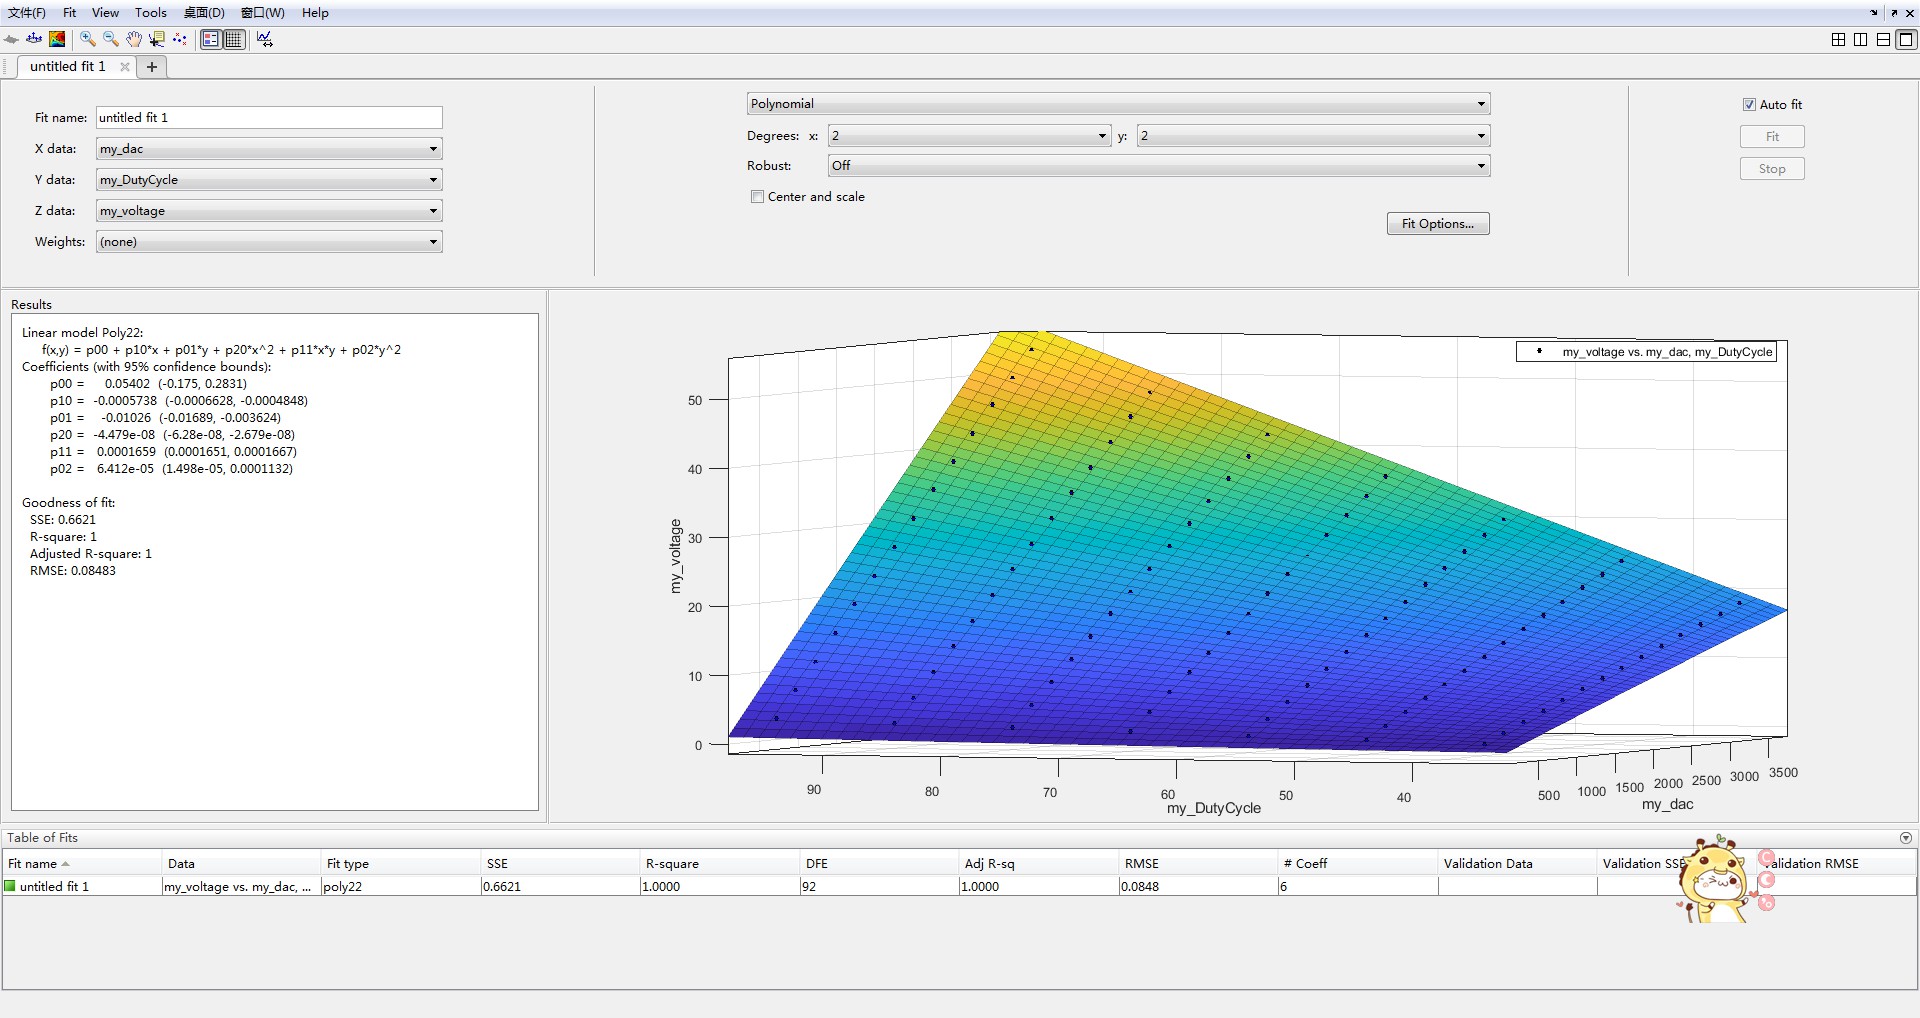 文件(F) Fit View Tools 桌面(D) 窗口(W) Help
untitled fit 1
Fit name: untitled fit 1
X data: my_dac
Y data: my_DutyCycle
Z data: my_voltage
Weights: (none)
Polynomial
Degrees: x: 2 y: 2
Robust: Off
Center and scale
Fit Options...
Auto fit
Fit
Stop
Results
Linear model Poly22:
f(x,y) = p00 + p10*x + p01*y + p20*x^2 + p11*x*y + p02*y^2
Coefficients (with 95% confidence bounds):
p00 = 0.05402 (-0.175, 0.2831)
p10 = -0.0005738 (-0.0006628, -0.0004848)
p01 = -0.01026 (-0.01689, -0.003624)
p20 = -4.479e-08 (-6.28e-08, -2.679e-08)
p11 = 0.0001659 (0.0001651, 0.0001667)
p02 = 6.412e-05 (1.498e-05, 0.0001132)
Goodness of fit:
SSE: 0.6621
R-square: 1
Adjusted R-square: 1
RMSE: 0.08483
my_voltage vs. my_dac, my_DutyCycle
50
40
30
20
10
0
my_voltage
90 80 70 60 50 40
my_DutyCycle
500 1000 1500 2000 2500 3000 3500
my_dac
Table of Fits
Fit name Data Fit type SSE R-square DFE Adj R-sq RMSE # Coeff Validation Data Validation SSE Validation RMSE
untitled fit 1 my_voltage vs. my_dac, ... poly22 0.6621 1.0000 92 1.0000 0.0848 6